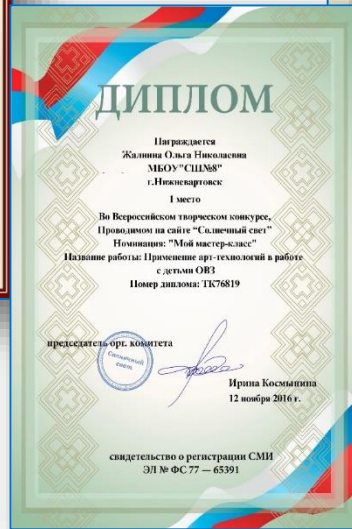 ДИПЛОМ
Награждается
Жалнина Ольга Николаевна
МБОУ"СШ№8"
г.Нижневартовск
1 место
Во Всероссийском творческом конкурсе,
Проводимом на сайте “Солнечный свет”
Номинация: "Мой мастер-класс"
Название работы: Применение арт-технологий в работе
с детьми ОВЗ
Номер диплома: ТК76819
председатель орг. комитета
Солнечный
свет
Ирина Космынина
12 ноября 2016 г.
свидетельство о регистрации СМИ
ЭЛ № ФС 77 — 65391